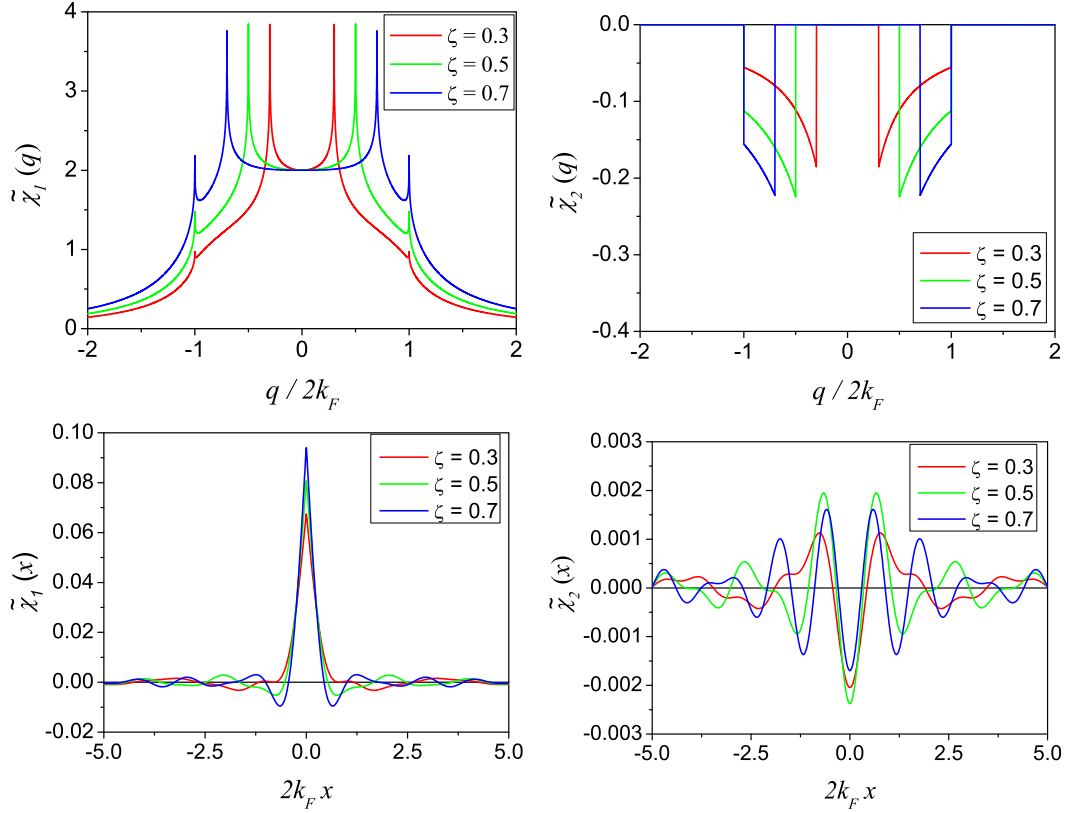 4
3
2
1
0
-2
-1
0
1
2
χ̃₁ (q)
q / 2k_F
ζ = 0.3
ζ = 0.5
ζ = 0.7
0.0
-0.1
-0.2
-0.3
-0.4
-2
-1
0
1
2
χ̃₂ (q)
q / 2k_F
ζ = 0.3
ζ = 0.5
ζ = 0.7
0.10
0.08
0.06
0.04
0.02
0.00
-0.02
-5.0
-2.5
0.0
2.5
5.0
χ̃₁ (x)
2k_F x
ζ = 0.3
ζ = 0.5
ζ = 0.7
0.003
0.002
0.001
0.000
-0.001
-0.002
-0.003
-5.0
-2.5
0.0
2.5
5.0
χ̃₂ (x)
2k_F x
ζ = 0.3
ζ = 0.5
ζ = 0.7